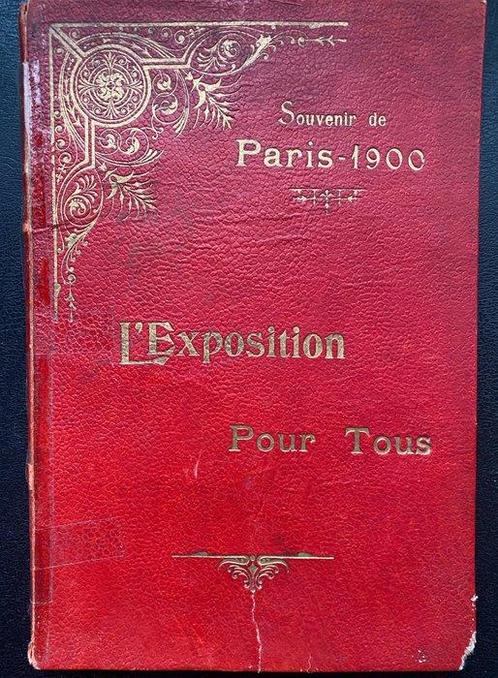 Souvenir de
Paris-1900
L'Exposition
Pour Tous